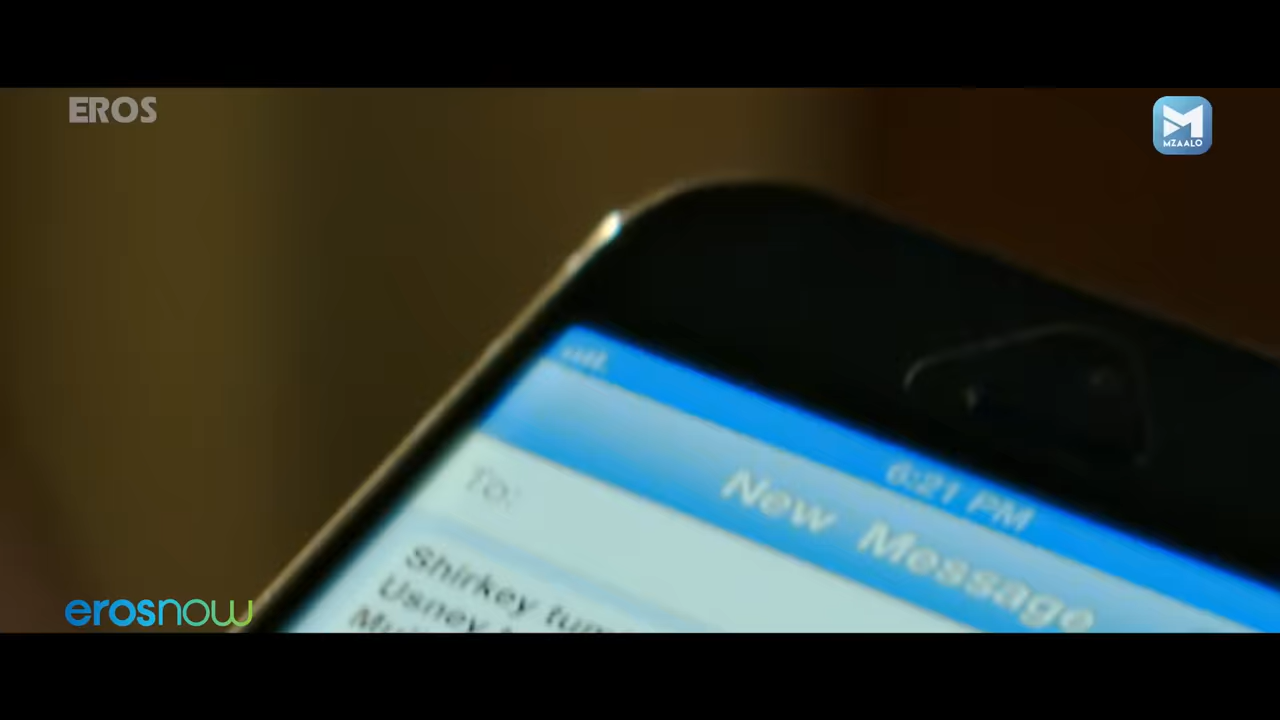 EROS
MZAALO
6:21 PM
New Message
To:
Shirkey
Usney
erosnow